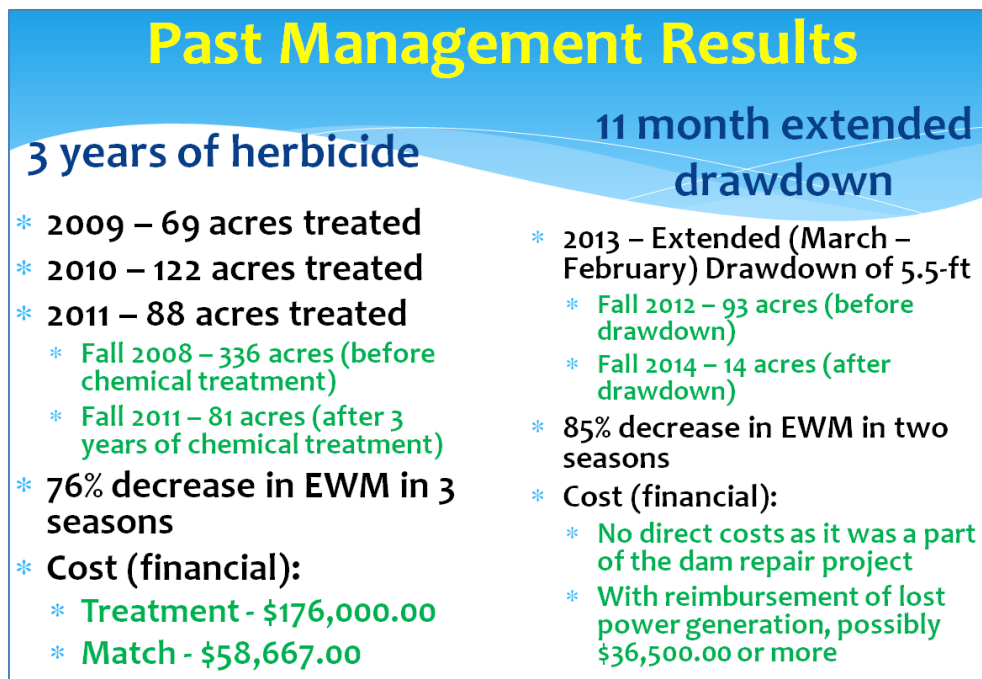 Past Management Results
3 years of herbicide
* 2009 – 69 acres treated
* 2010 – 122 acres treated
* 2011 – 88 acres treated
* Fall 2008 – 336 acres (before
chemical treatment)
* Fall 2011 – 81 acres (after 3
years of chemical treatment)
* 76% decrease in EWM in 3
seasons
* Cost (financial):
* Treatment - $176,000.00
* Match - $58,667.00
11 month extended
drawdown
* 2013 – Extended (March –
February) Drawdown of 5.5-ft
* Fall 2012 – 93 acres (before
drawdown)
* Fall 2014 – 14 acres (after
drawdown)
* 85% decrease in EWM in two
seasons
* Cost (financial):
* No direct costs as it was a part
of the dam repair project
* With reimbursement of lost
power generation, possibly
$36,500.00 or more